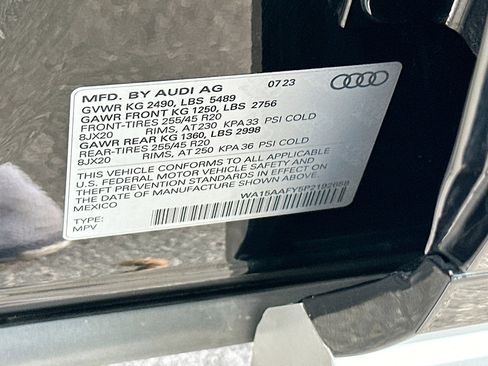 MFD. BY AUDI AG 07 23
GVWR KG 2490, LBS 5489
GAWR FRONT KG 1250, LBS 2756
FRONT-TIRES 255/45 R20
8JX20 RIMS, AT 230 KPA 33 PSI COLD
GAWR REAR KG 1360, LBS 2998
REAR-TIRES 255/45 R20
8JX20 RIMS, AT 250 KPA 36 PSI COLD
THIS VEHICLE CONFORMS TO ALL APPLICABLE
U.S. FEDERAL MOTOR VEHICLE SAFETY AND
THEFT PREVENTION STANDARDS IN EFFECT ON
THE DATE OF MANUFACTURE SHOWN ABOVE.
MEXICO
TYPE:
MPV